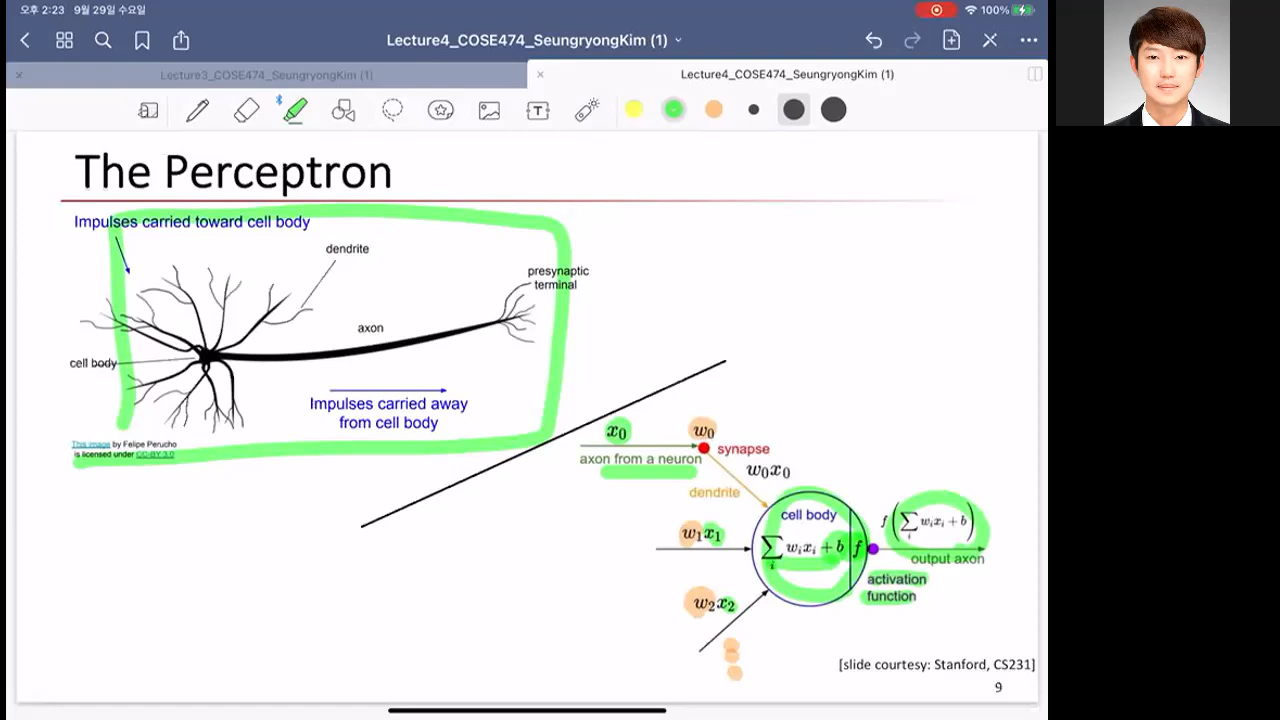 오후 2:23 9월 29일 수요일
100%
Lecture4_COSE474_SeungryongKim (1)
Lecture3_COSE474_SeungryongKim (1)
Lecture4_COSE474_SeungryongKim (1)
The Perceptron
Impulses carried toward cell body
dendrite
presynaptic
terminal
axon
cell body
Impulses carried away
from cell body
This image by Felipe Perucho
is licensed under CC-BY 3.0
x₀
w₀
synapse
axon from a neuron
w₀x₀
dendrite
cell body
f(∑ᵢ wᵢxᵢ + b)
w₁x₁
∑ᵢ wᵢxᵢ + b
f
output axon
activation
function
w₂x₂
[slide courtesy: Stanford, CS231]
9